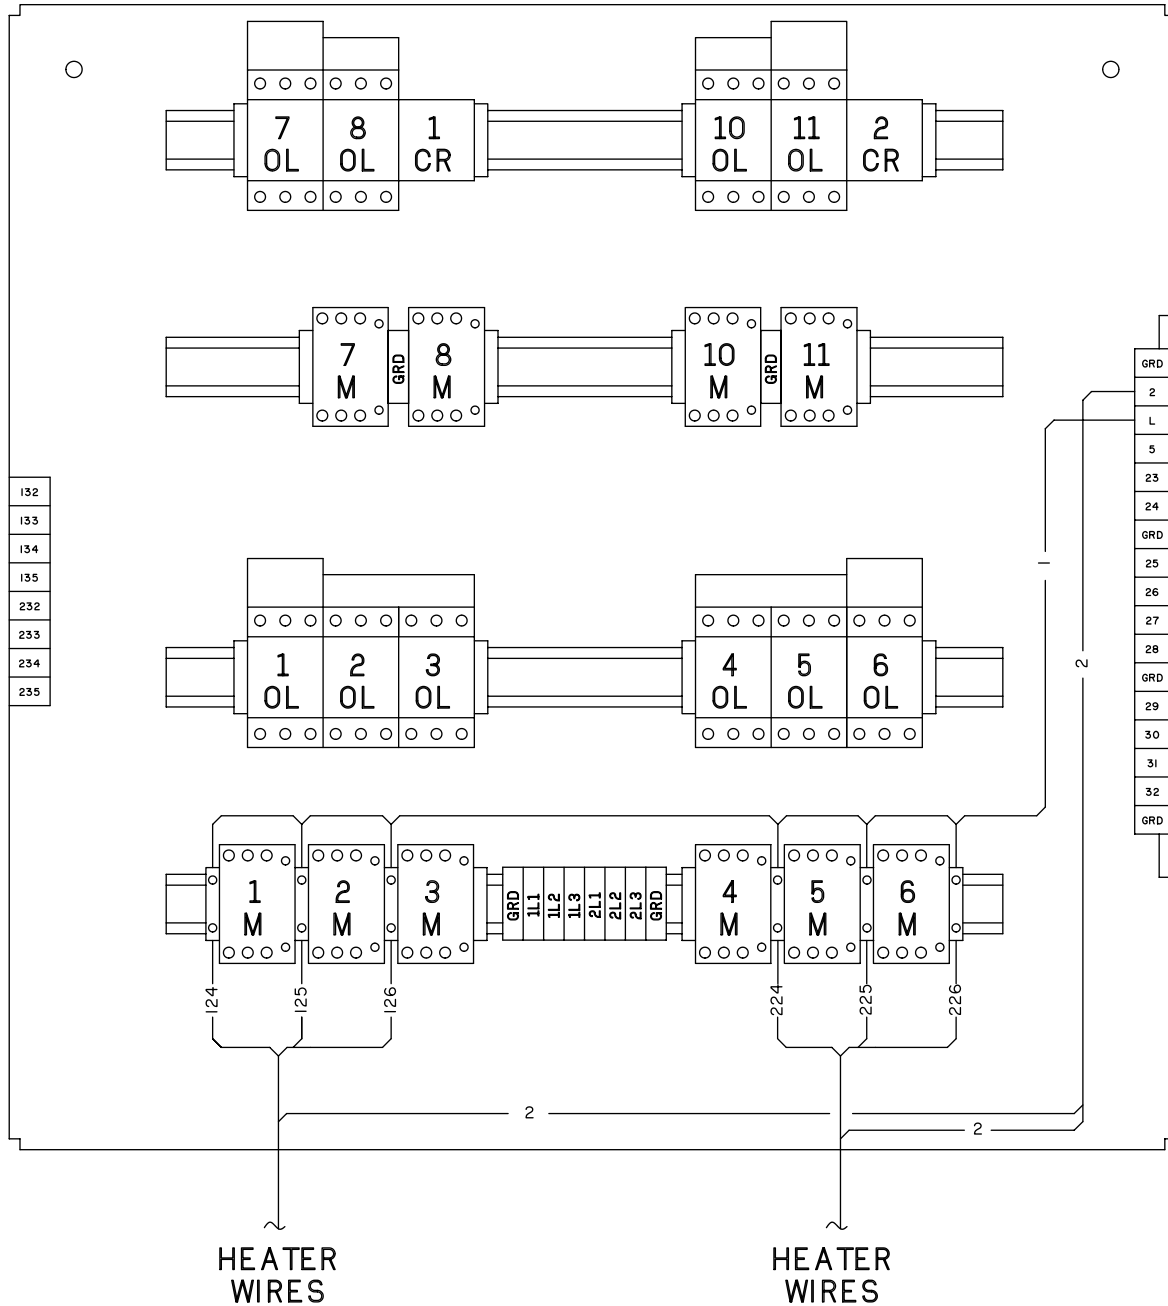 7 8 1 10 11 2
OL OL CR OL OL CR
7 GRD 8 10 GRD 11
M M M M
GRD
2
L
5
23
24
GRD
25
26
27
28
GRD
29
30
31
32
GRD
132
133
134
135
232
233
234
235
1
2
1 2 3 4 5 6
OL OL OL OL OL OL
1 2 3 GRD 1L1 1L2 1L3 2L1 2L2 2L3 GRD 4 5 6
M M M M M M
124 125 126 224 225 226
2
2
HEATER HEATER
WIRES WIRES